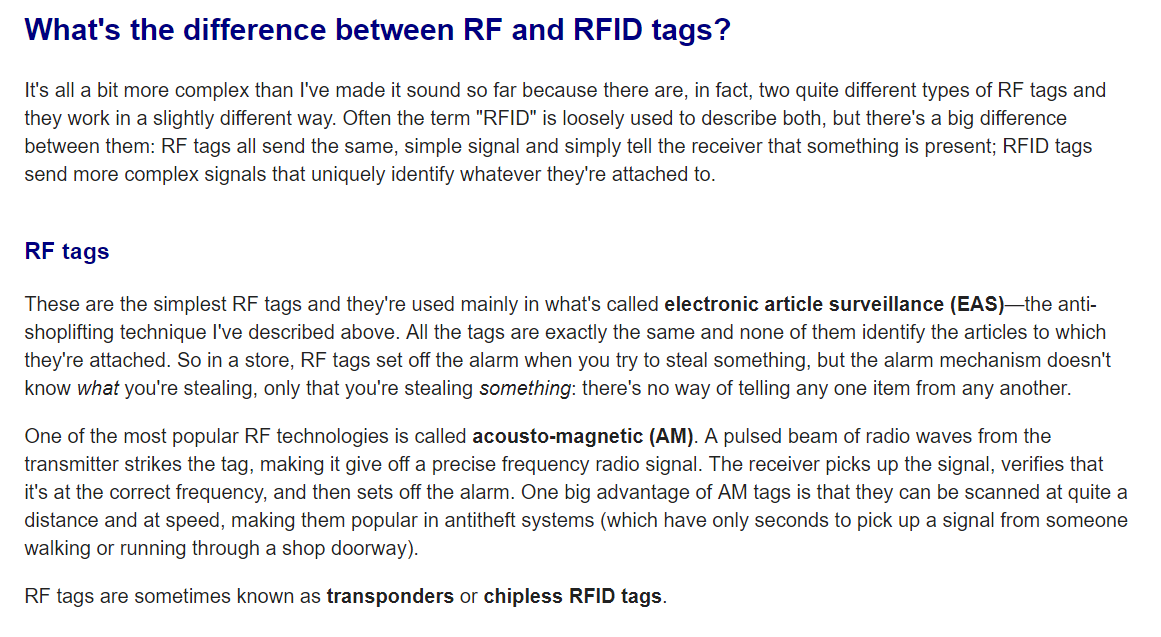 What's the difference between RF and RFID tags?
It's all a bit more complex than I've made it sound so far because there are, in fact, two quite different types of RF tags and
they work in a slightly different way. Often the term "RFID" is loosely used to describe both, but there's a big difference
between them: RF tags all send the same, simple signal and simply tell the receiver that something is present; RFID tags
send more complex signals that uniquely identify whatever they're attached to.
RF tags
These are the simplest RF tags and they're used mainly in what's called electronic article surveillance (EAS)—the anti-
shoplifting technique I've described above. All the tags are exactly the same and none of them identify the articles to which
they're attached. So in a store, RF tags set off the alarm when you try to steal something, but the alarm mechanism doesn't
know what you're stealing, only that you're stealing something: there's no way of telling any one item from any another.
One of the most popular RF technologies is called acousto-magnetic (AM). A pulsed beam of radio waves from the
transmitter strikes the tag, making it give off a precise frequency radio signal. The receiver picks up the signal, verifies that
it's at the correct frequency, and then sets off the alarm. One big advantage of AM tags is that they can be scanned at quite a
distance and at speed, making them popular in antitheft systems (which have only seconds to pick up a signal from someone
walking or running through a shop doorway).
RF tags are sometimes known as transponders or chipless RFID tags.